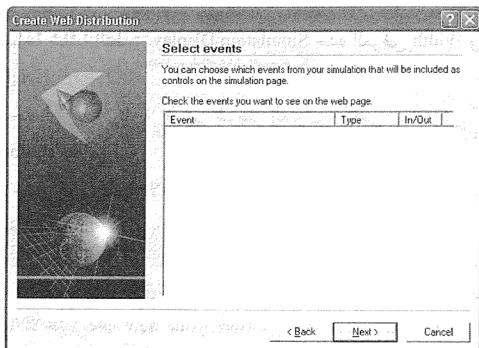 Create Web Distribution
Select events
You can choose which events from your simulation that will be included as
controls on the simulation page.
Check the events you want to see on the web page.
Event Type In/Out
< Back Next > Cancel